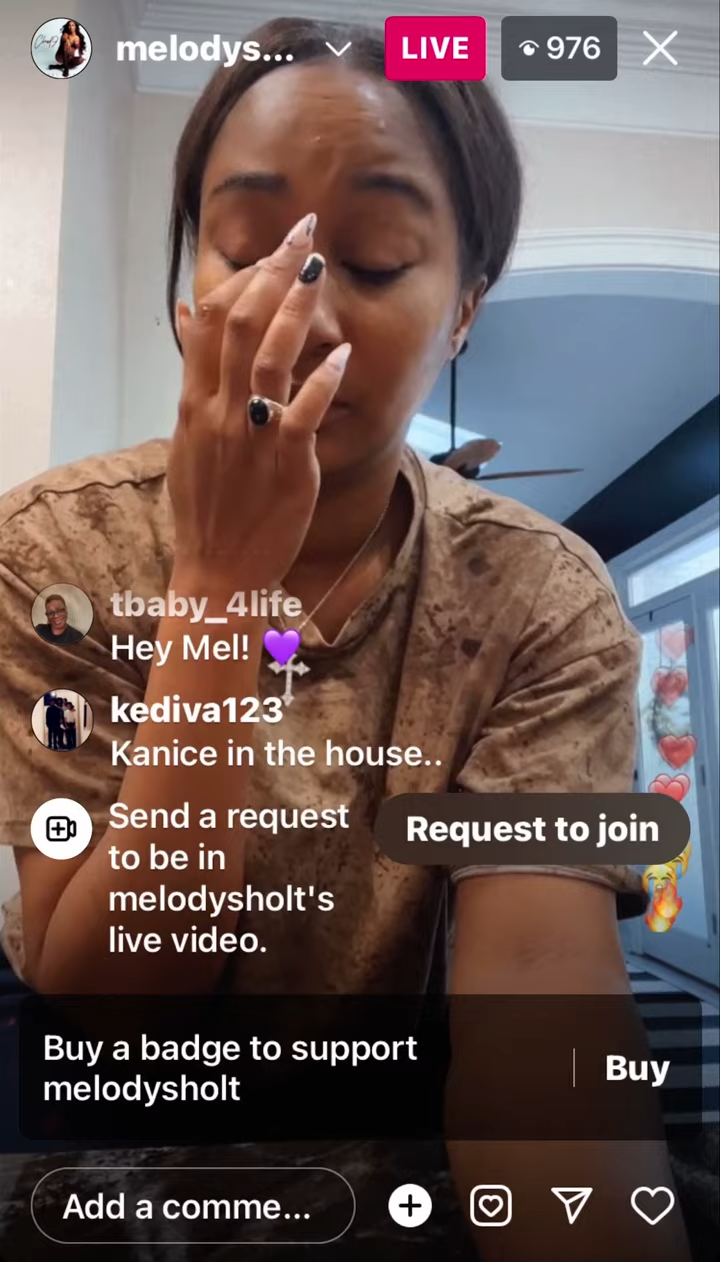 melodys...
LIVE
976
tbaby_4life
Hey Mel! 💜
kediva123
Kanice in the house..
Send a request
to be in
melodysholt's
live video.
Request to join
Buy a badge to support
melodysholt
Buy
Add a comme...